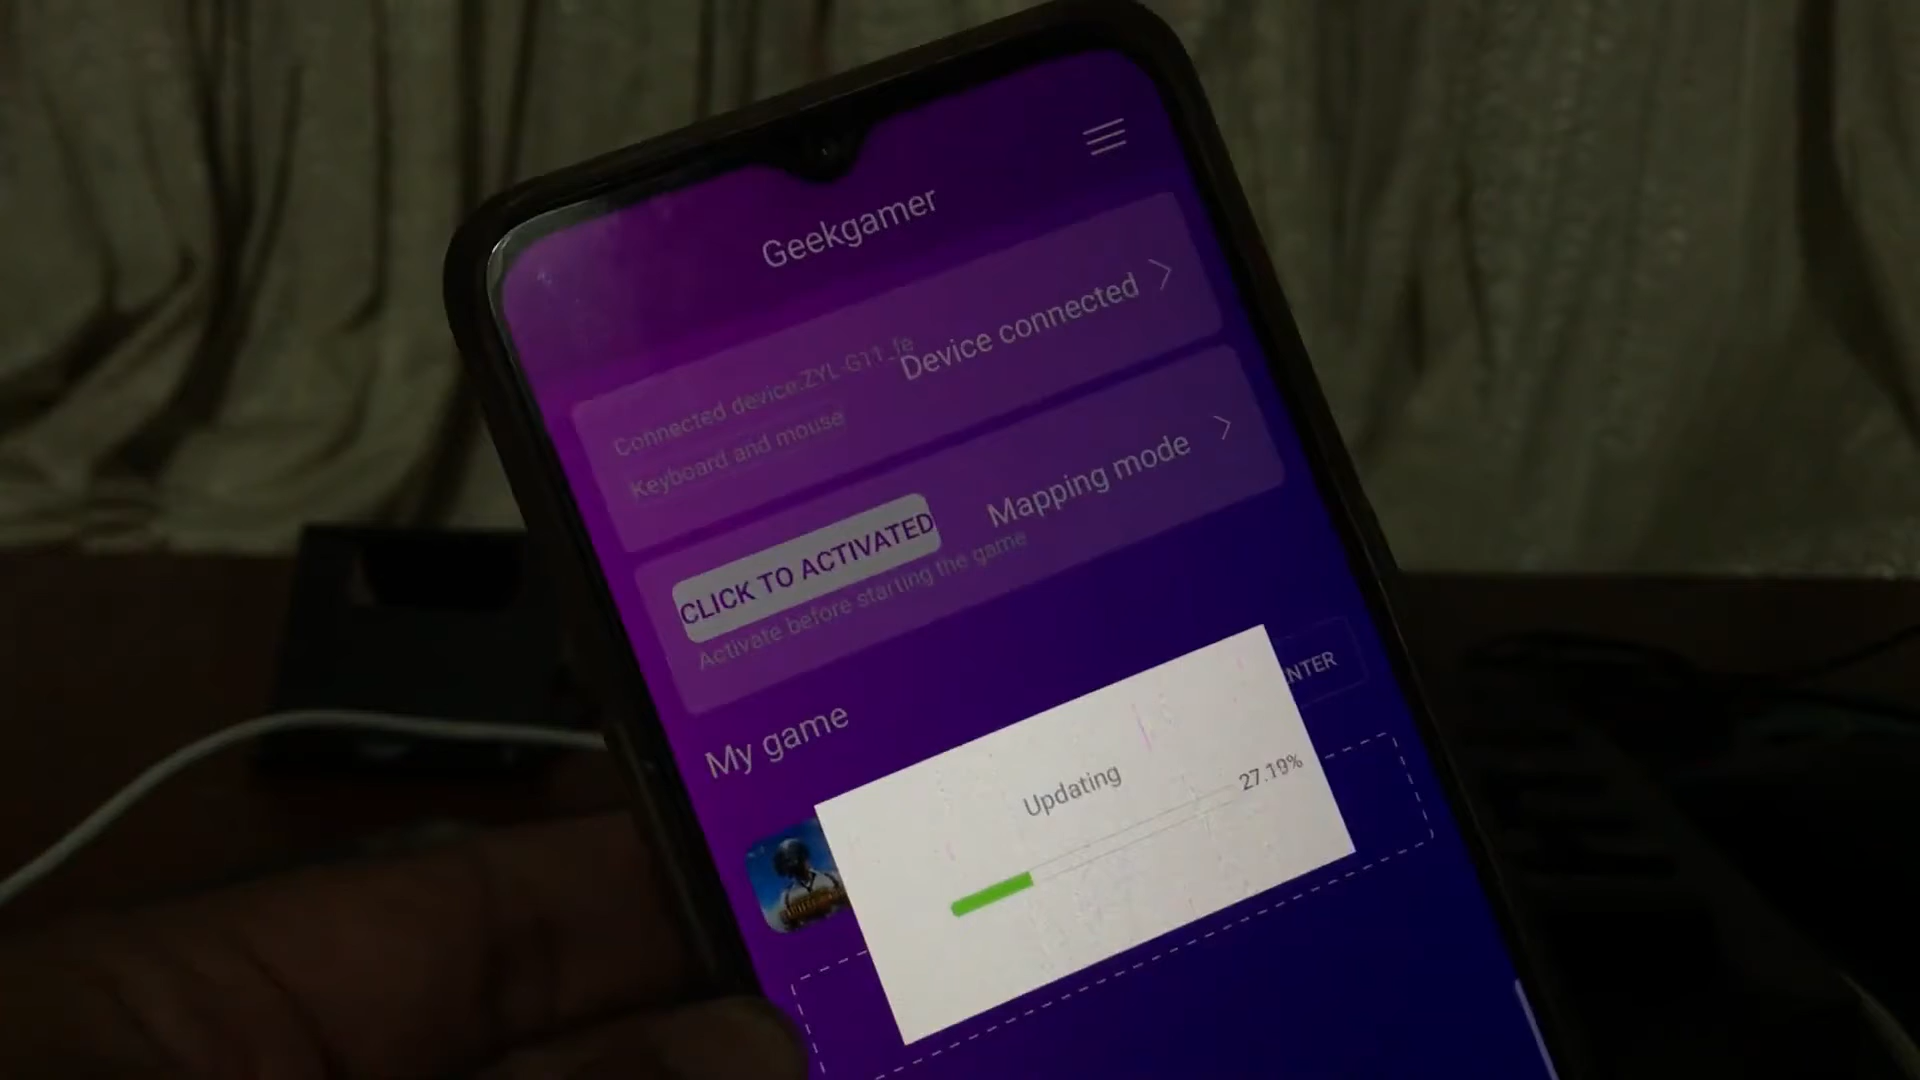 Geekgamer
Connected device:ZYL-G11_fe
Device connected
Keyboard and mouse
CLICK TO ACTIVATED
Mapping mode
Activate before starting the game
My game
NTER
Updating
27.19%